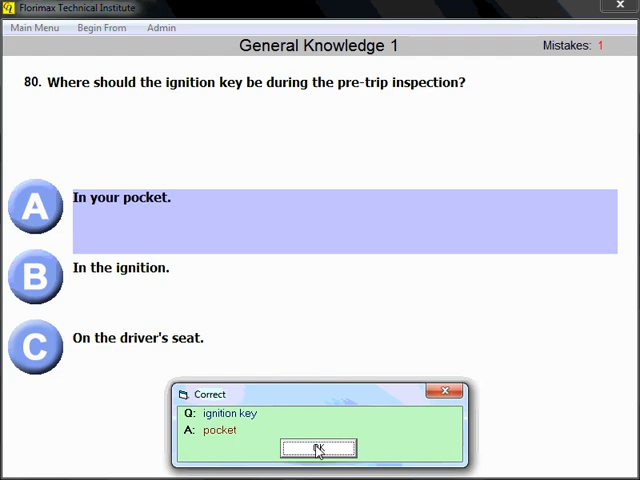 Florimax Technical Institute
Main Menu Begin From Admin
General Knowledge 1 Mistakes: 1
80. Where should the ignition key be during the pre-trip inspection?
A In your pocket.
B In the ignition.
C On the driver's seat.
Correct
Q: ignition key
A: pocket